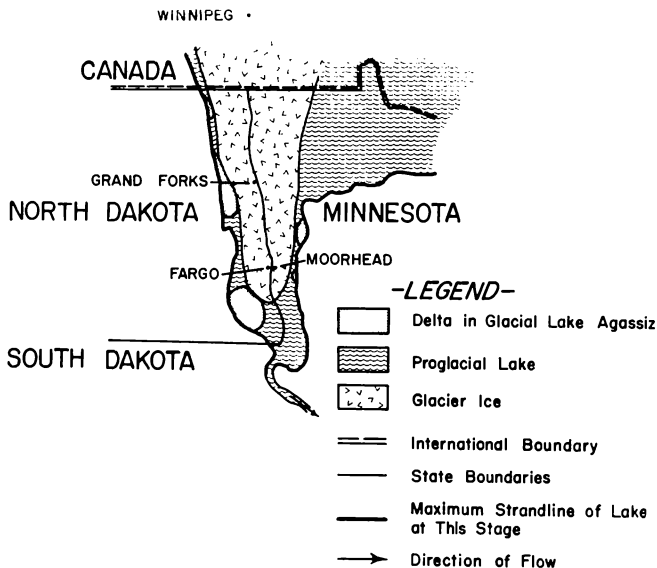 WINNIPEG
CANADA
GRAND FORKS
NORTH DAKOTA
MINNESOTA
MOORHEAD
FARGO
SOUTH DAKOTA
-LEGEND-
Delta in Glacial Lake Agassiz
Proglacial Lake
Glacier Ice
International Boundary
State Boundaries
Maximum Strandline of Lake
at This Stage
Direction of Flow